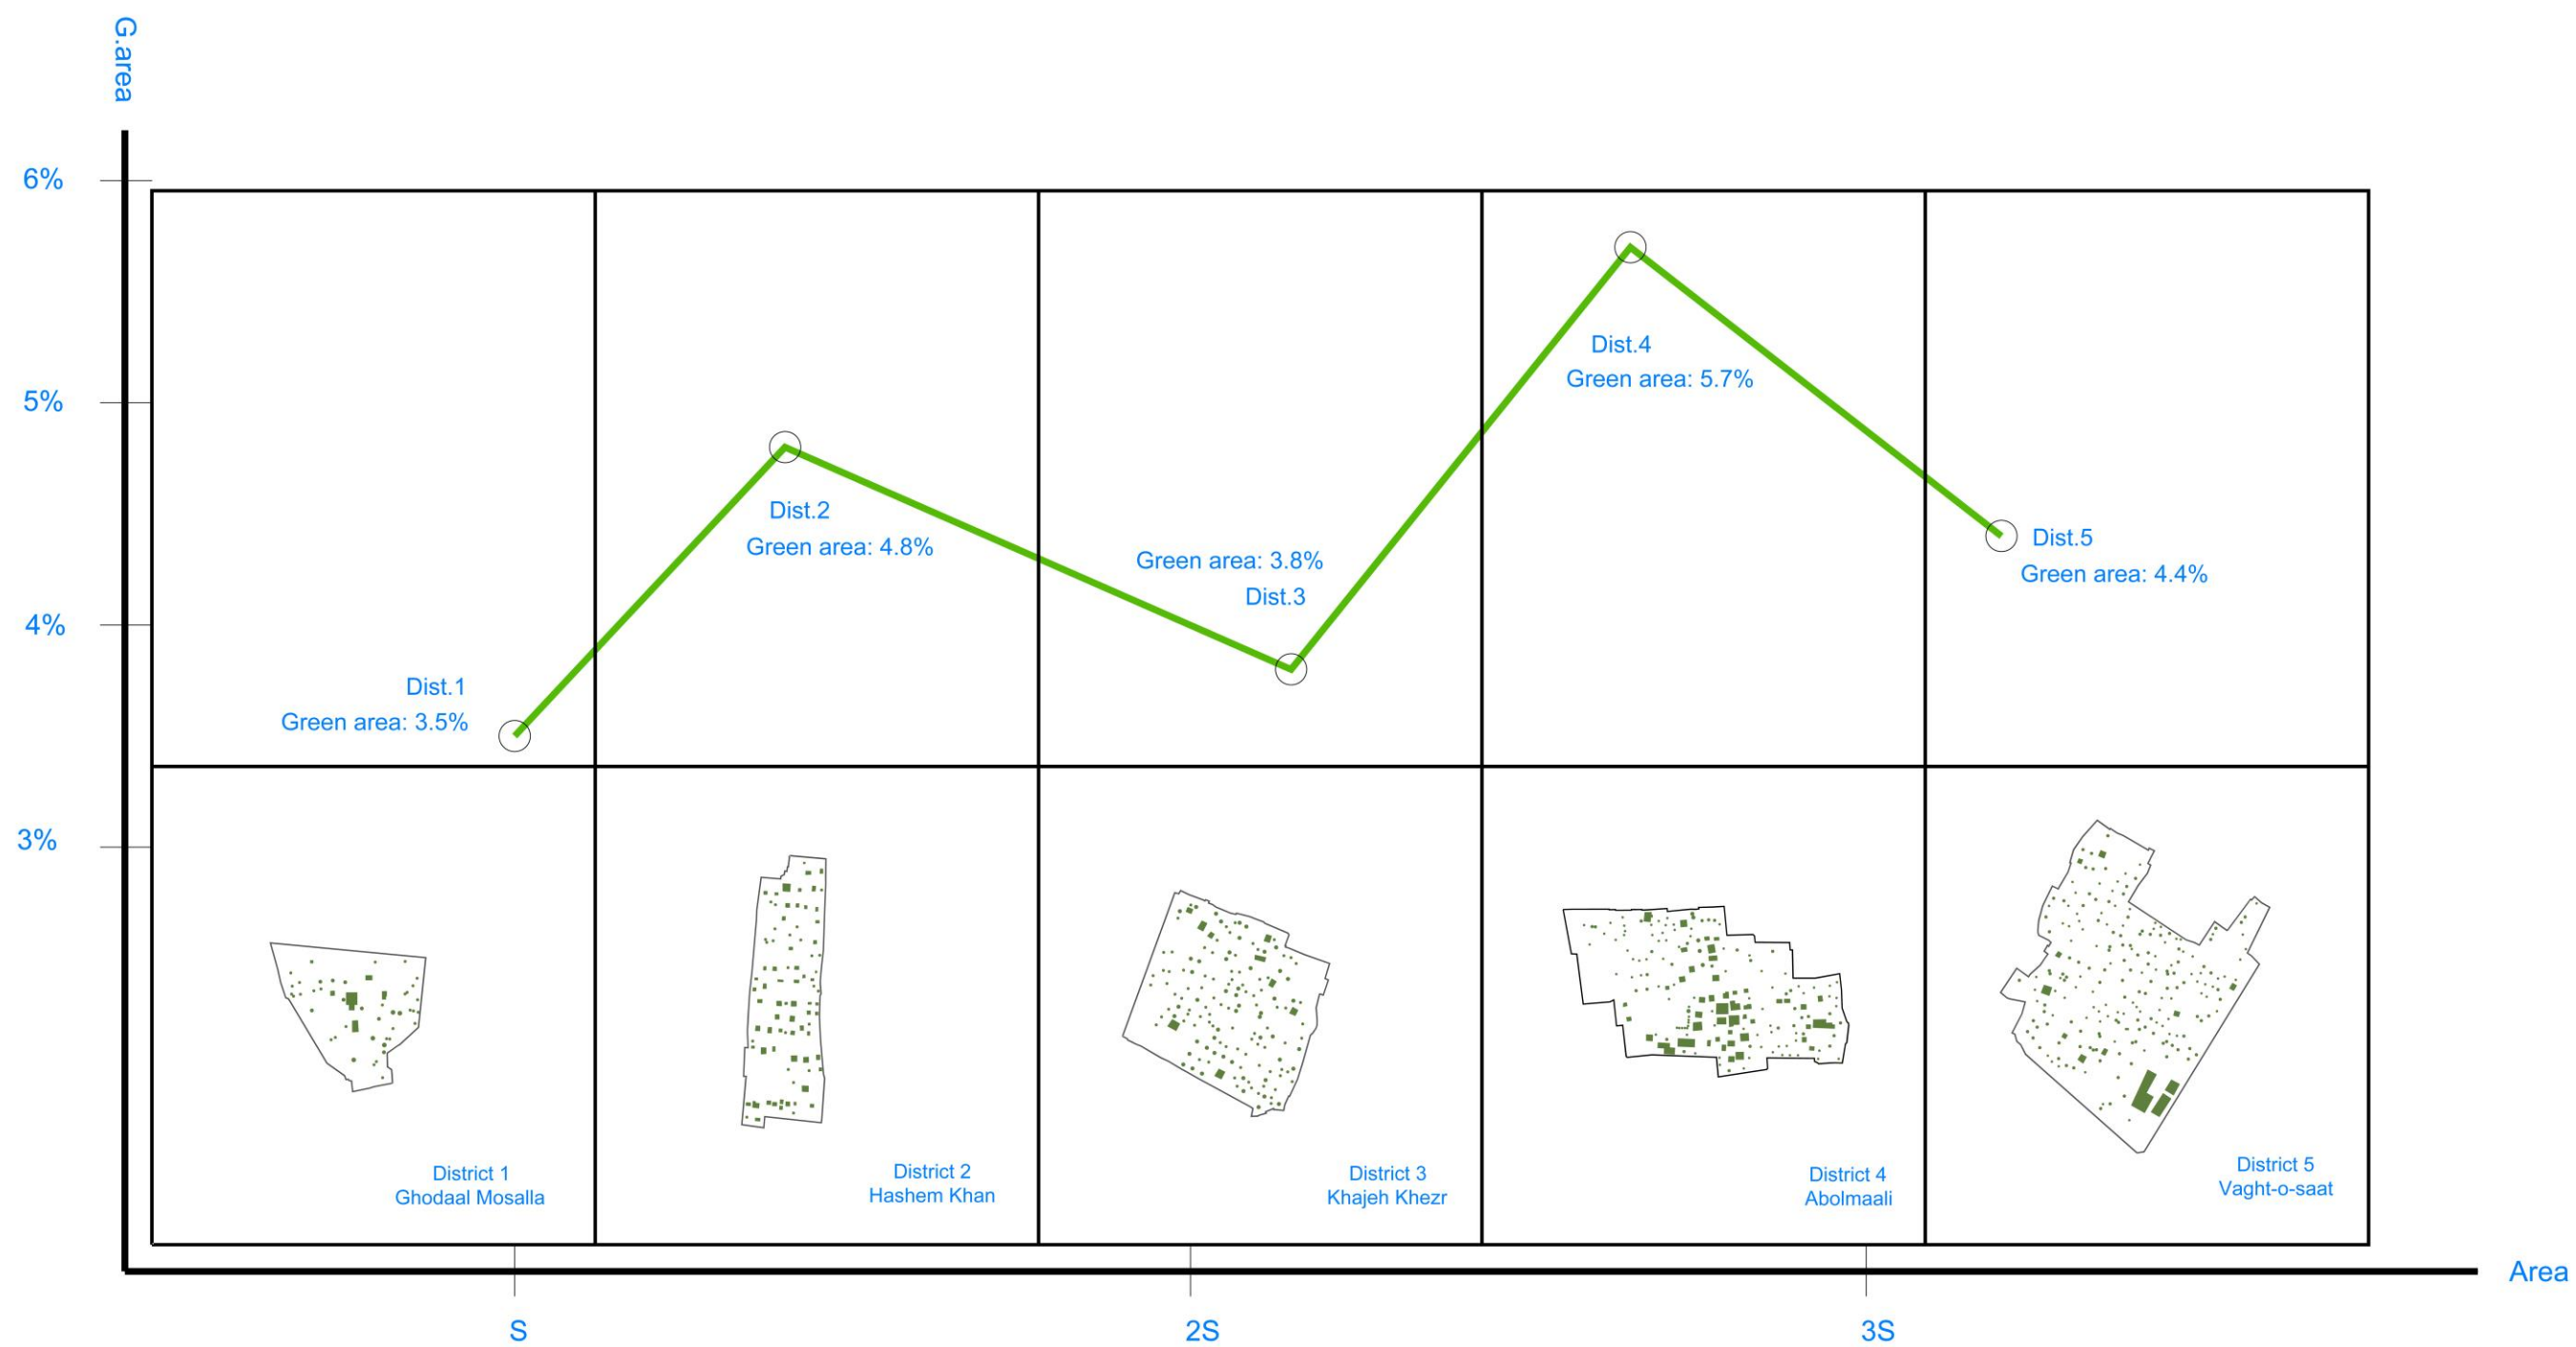 G.area
6%
5%
4%
3%
Dist.1
Green area: 3.5%
Dist.2
Green area: 4.8%
Green area: 3.8%
Dist.3
Dist.4
Green area: 5.7%
Dist.5
Green area: 4.4%
District 1
Ghodaal Mosalla
District 2
Hashem Khan
District 3
Khajeh Khezr
District 4
Abolmaali
District 5
Vaght-o-saat
S
2S
3S
Area